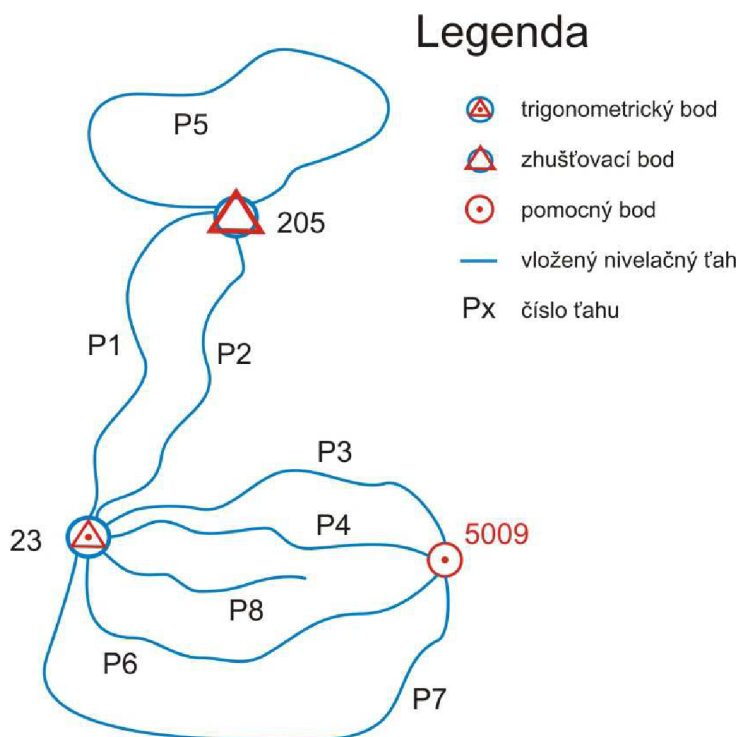 Legenda
trigonometrický bod
zhušťovací bod
pomocný bod
vložený nivelačný ťah
Px číslo ťahu
P5
205
P1
P2
P3
23
P4
5009
P8
P6
P7